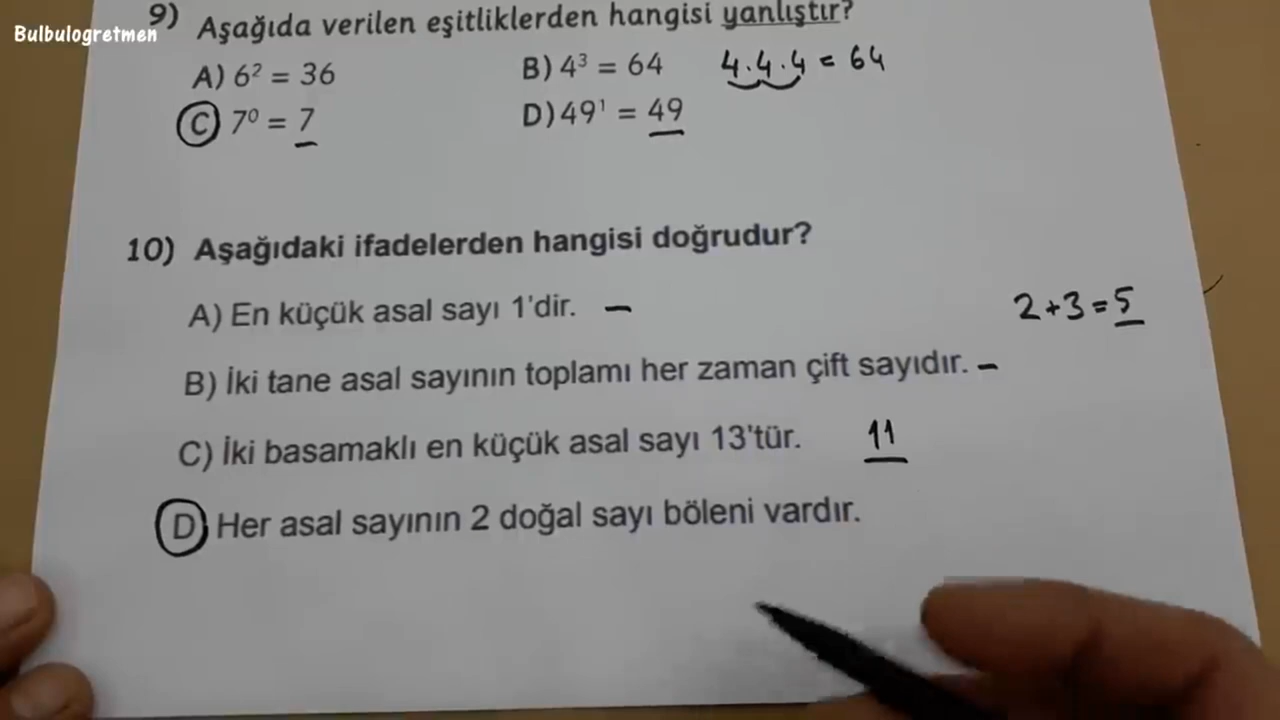 Bulbulogretmen
9) Aşağıda verilen eşitliklerden hangisi yanlıştır?
A) 6² = 36
B) 4³ = 64 4.4.4 = 64
C) 7⁰ = 7
D) 49¹ = 49
10) Aşağıdaki ifadelerden hangisi doğrudur?
A) En küçük asal sayı 1'dir. –
2+3=5
B) İki tane asal sayının toplamı her zaman çift sayıdır. –
C) İki basamaklı en küçük asal sayı 13'tür. 11
D) Her asal sayının 2 doğal sayı böleni vardır.